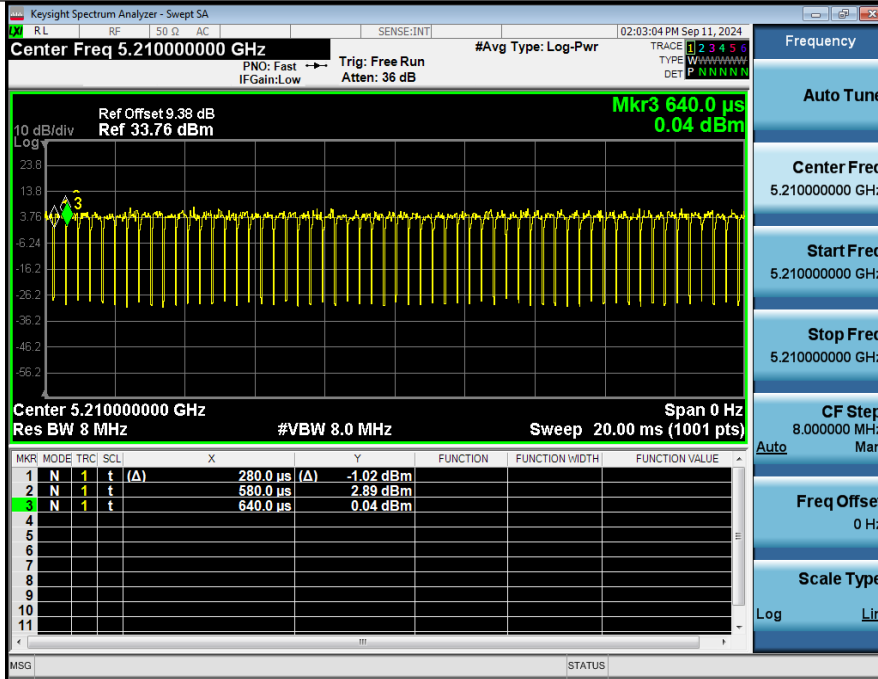 Keysight Spectrum Analyzer - Swept SA
LXI RL RF 50 Ω AC SENSE:INT 02:03:04 PM Sep 11, 2024
Center Freq 5.210000000 GHz #Avg Type: Log-Pwr TRACE 1 2 3 4 5 6
PNO: Fast Trig: Free Run TYPE WWWWWWW
IFGain:Low Atten: 36 dB DET P N N N N N
Mkr3 640.0 µs
0.04 dBm
Ref Offset 9.38 dB
10 dB/div Ref 33.76 dBm
Log
23.8
13.8
3.76
-6.24
-16.2
-26.2
-36.2
-46.2
-56.2
3
Center 5.210000000 GHz Span 0 Hz
Res BW 8 MHz #VBW 8.0 MHz Sweep 20.00 ms (1001 pts)
MKR MODE TRC SCL X Y FUNCTION FUNCTION WIDTH FUNCTION VALUE
1 N 1 t (Δ) 280.0 µs (Δ) -1.02 dBm
2 N 1 t 580.0 µs 2.89 dBm
3 N 1 t 640.0 µs 0.04 dBm
4
5
6
7
8
9
10
11
MSG STATUS
Frequency
Auto Tune
Center Freq
5.210000000 GHz
Start Freq
5.210000000 GHz
Stop Freq
5.210000000 GHz
CF Step
8.000000 MHz
Auto Man
Freq Offset
0 Hz
Scale Type
Log Lin